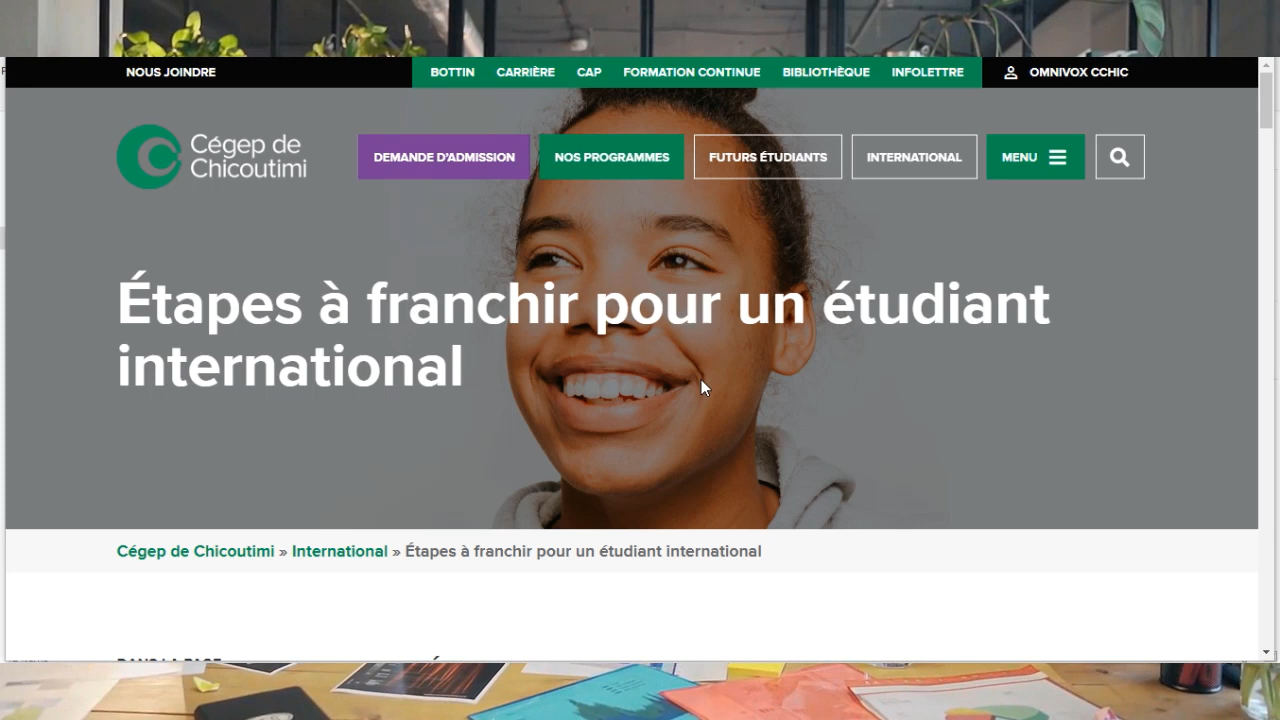 NOUS JOINDRE
BOTTIN CARRIÈRE CAP FORMATION CONTINUE BIBLIOTHÈQUE INFOLETTRE
OMNIVOX CCHIC
Cégep de
Chicoutimi
DEMANDE D'ADMISSION
NOS PROGRAMMES
FUTURS ÉTUDIANTS
INTERNATIONAL
MENU
Étapes à franchir pour un étudiant
international
Cégep de Chicoutimi » International » Étapes à franchir pour un étudiant international